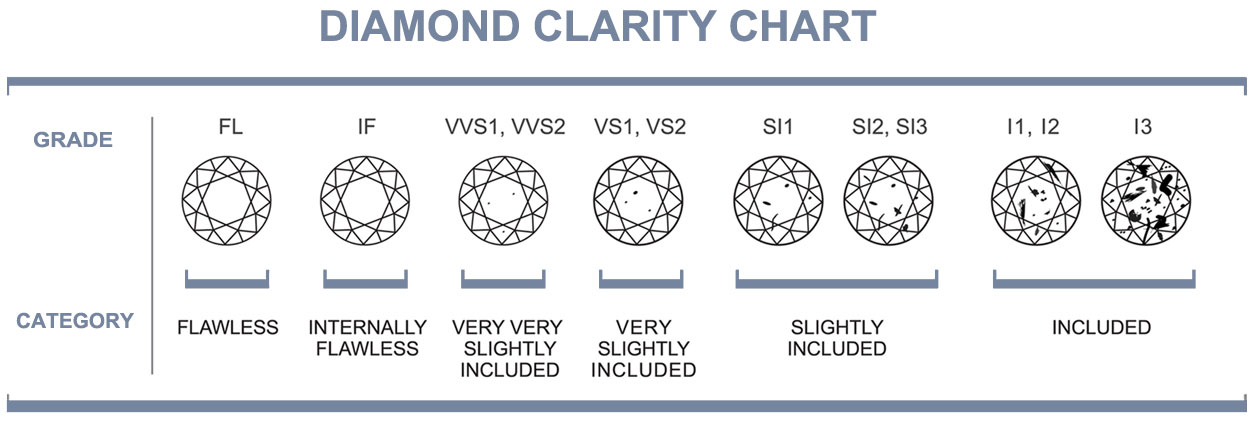 DIAMOND CLARITY CHART
GRADE
FL
IF
VVS1, VVS2
VS1, VS2
SI1
SI2, SI3
I1, I2
I3
CATEGORY
FLAWLESS
INTERNALLY
FLAWLESS
VERY VERY
SLIGHTLY
INCLUDED
VERY
SLIGHTLY
INCLUDED
SLIGHTLY
INCLUDED
INCLUDED